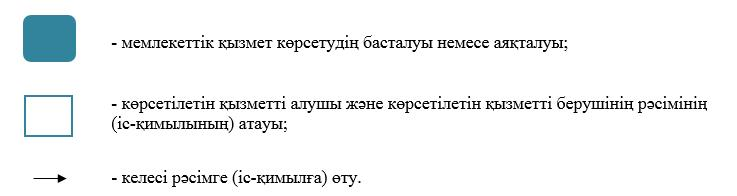 - мемлекеттік қызмет көрсетудің басталуы немесе аяқталуы;
- көрсетілетін қызметті алушы және көрсетілетін қызметті берушінің рәсімінің
(іс-қимылының) атауы;
- келесі рәсімге (іс-қимылға) өту.